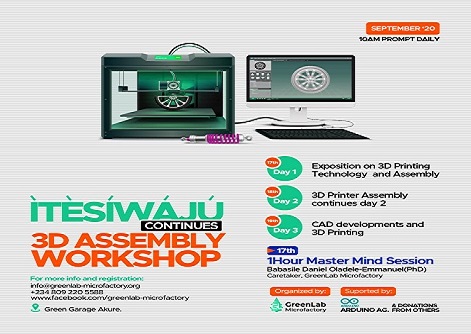 SEPTEMBER '20
10AM PROMPT DAILY
17th
Day 1
Exposition on 3D Printing
Technology and Assembly
18th
Day 2
3D Printer Assembly
continues day 2
19th
Day 3
CAD developments and
3D Printing
17th
1Hour Master Mind Session
Babasile Daniel Oladele-Emmanuel(PhD)
Caretaker, GreenLab Microfactory
ÌTÈSÍWÁJÚ
CONTINUES
3D ASSEMBLY
WORKSHOP
For more info and registration:
info@greenlab-microfactory.org
+234 809 220 5588
www.facebook.com/greenlab-microfactory
Green Garage Akure.
Organized by:
GreenLab
Microfactory
Suported by:
ARDUINO AG.
& DONATIONS
FROM OTHERS